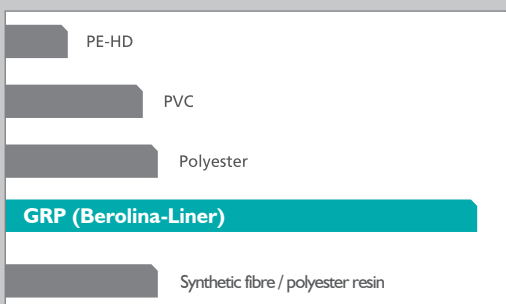 PE-HD
PVC
Polyester
GRP (Berolina-Liner)
Synthetic fibre / polyester resin